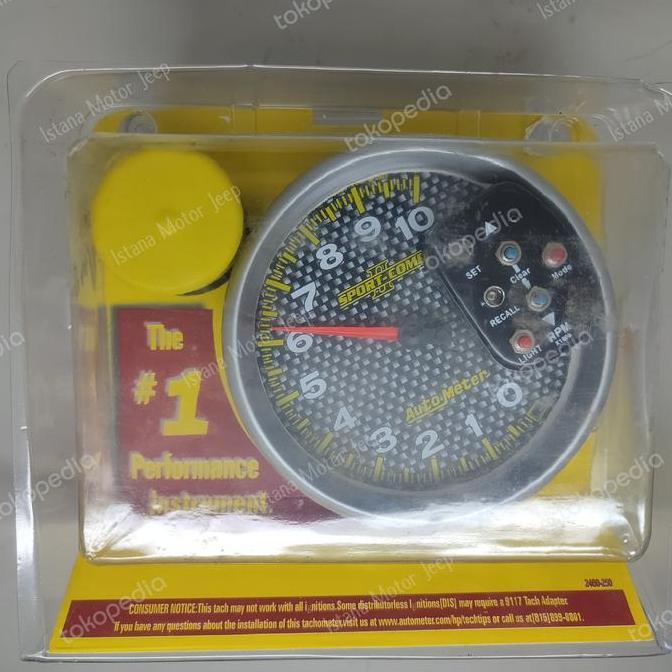 tokopedia
Istana Motor Jeep
The
#1
Performance
Instrument.
10
9
8
7
6
5
4
3
2
1
0
SPORT-COMP
II
Auto Meter
SET
Clear
Mode
RECALL
RPM
LIGHT
2460-250
CONSUMER NOTICE:This tach may not work with all i nitions.Some distributorless I nitions(DIS) may require a 9117 Tach Adapter.
If you have any questions about the installation of this tachometer,visit us at www.autometer.com/hp/techtips or call us at(815)899-0801.